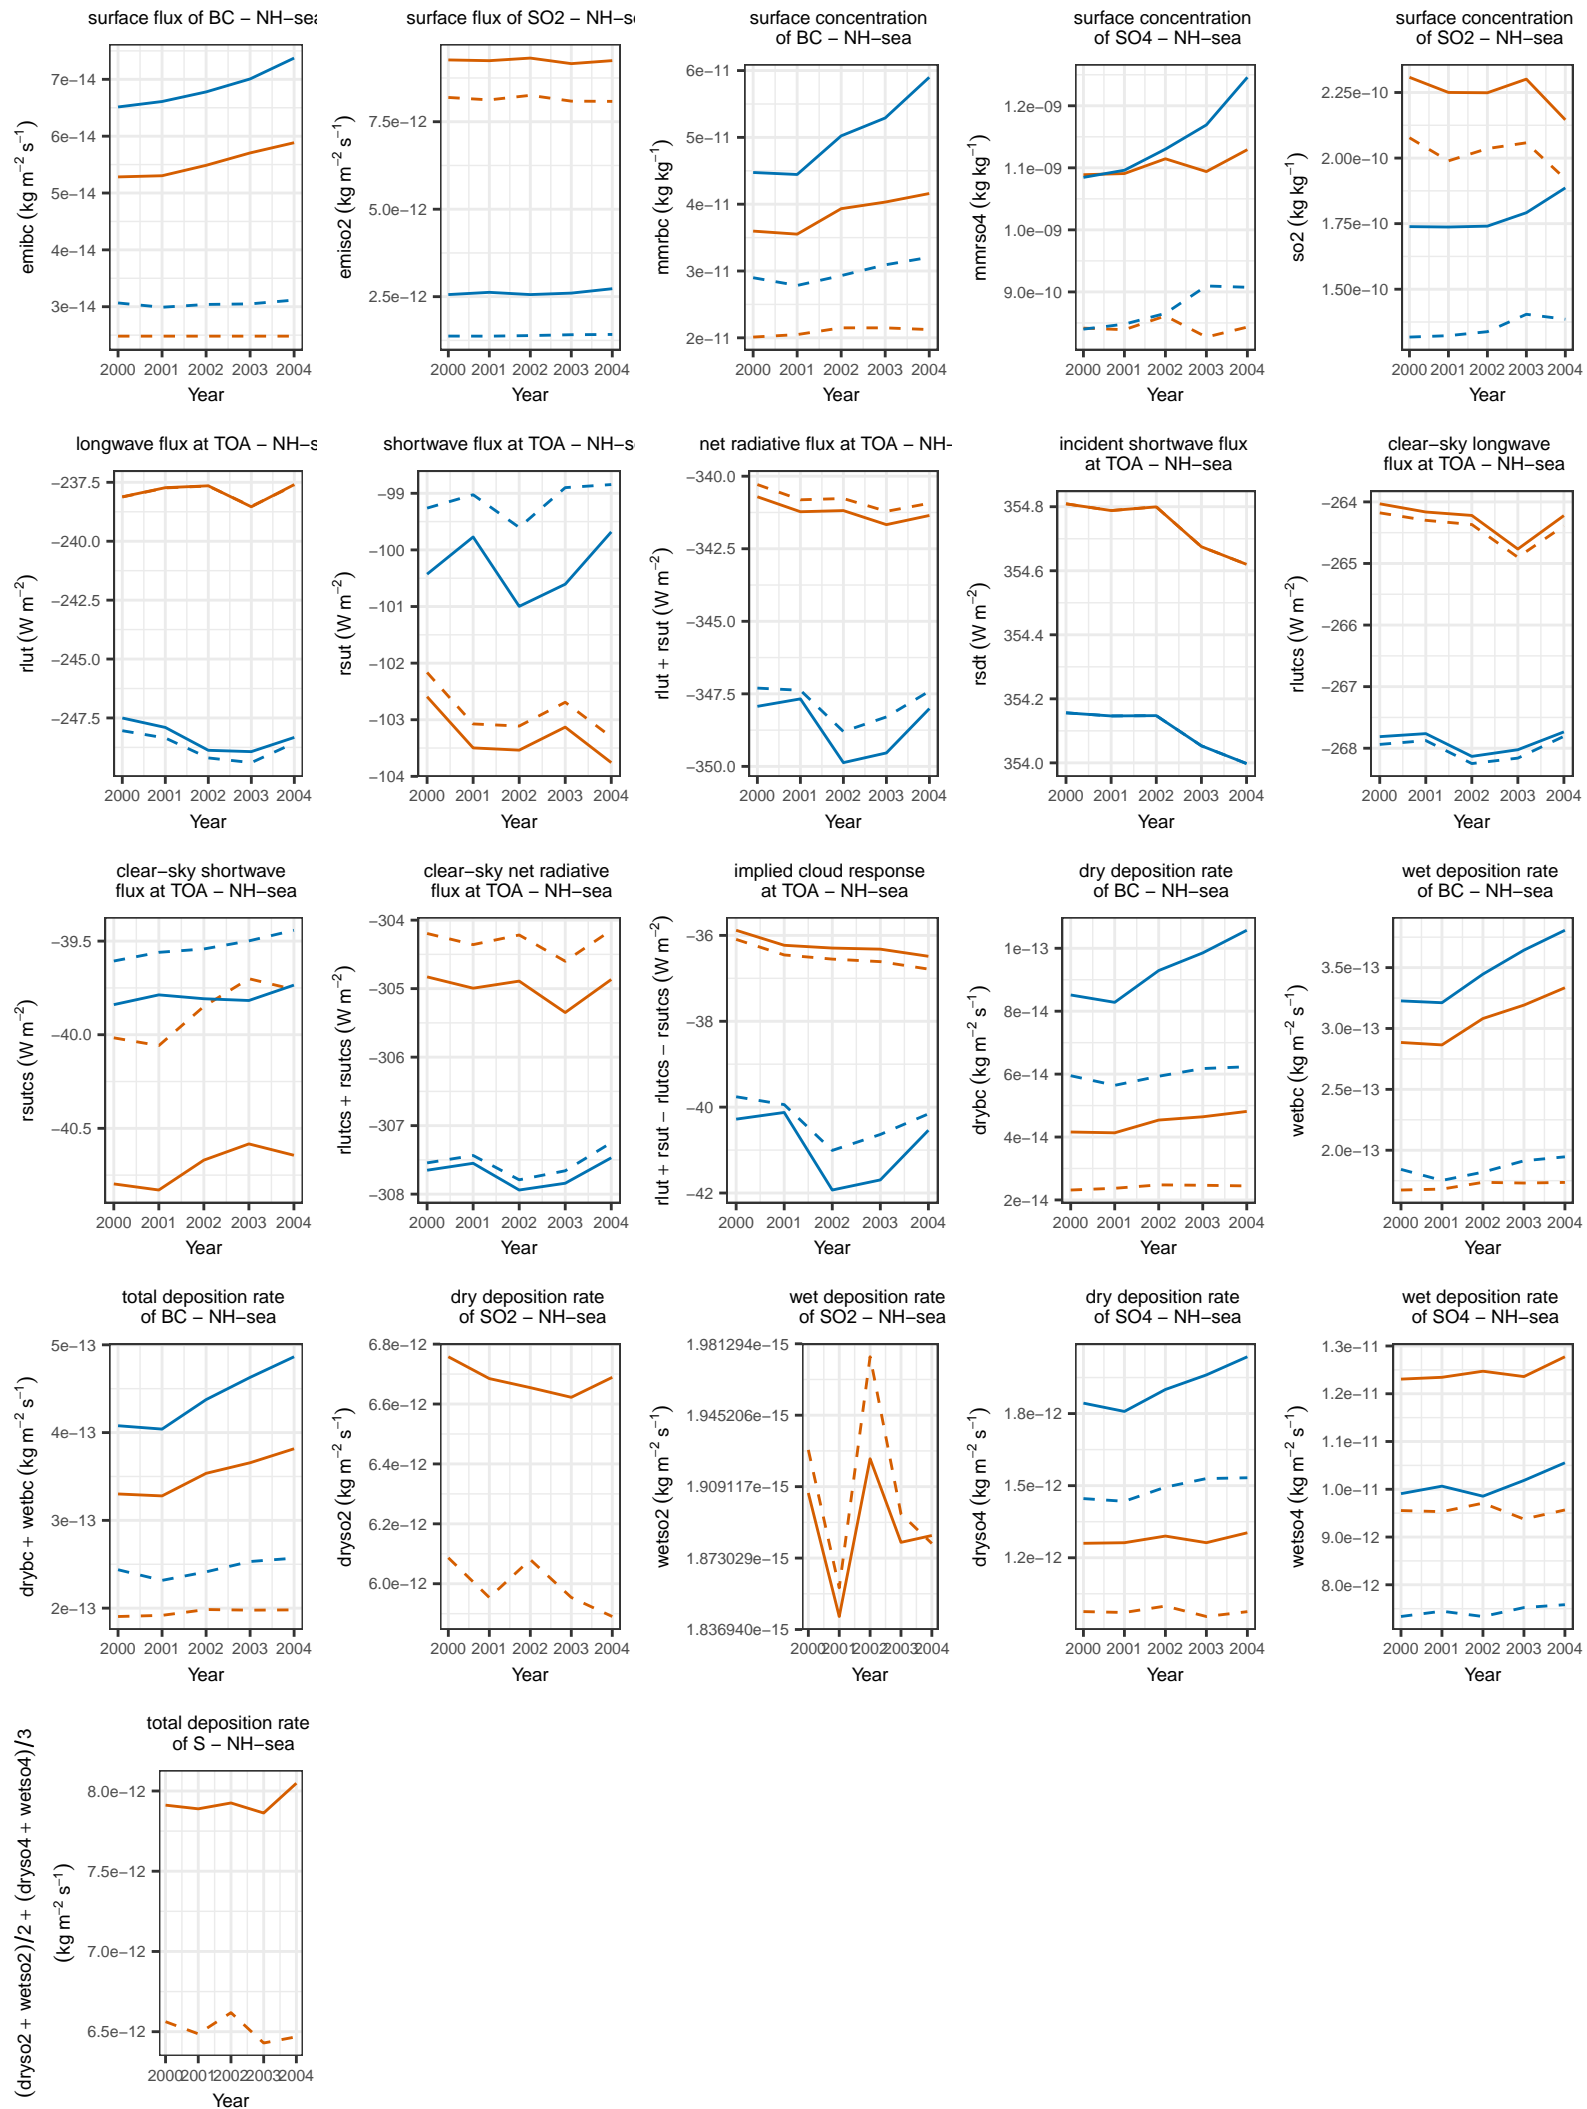 surface flux of BC − NH−sea
emibc (kg m−2 s−1)
7e−14
6e−14
5e−14
4e−14
3e−14
2000 2001 2002 2003 2004
Year
surface flux of SO2 − NH−se
emiso2 (kg m−2 s−1)
7.5e−12
5.0e−12
2.5e−12
2000 2001 2002 2003 2004
Year
surface concentration
of BC − NH−sea
mmrbc (kg kg−1)
6e−11
5e−11
4e−11
3e−11
2e−11
2000 2001 2002 2003 2004
Year
surface concentration
of SO4 − NH−sea
mmrso4 (kg kg−1)
1.2e−09
1.1e−09
1.0e−09
9.0e−10
2000 2001 2002 2003 2004
Year
surface concentration
of SO2 − NH−sea
so2 (kg kg−1)
2.25e−10
2.00e−10
1.75e−10
1.50e−10
2000 2001 2002 2003 2004
Year
longwave flux at TOA − NH−s
rlut (W m−2)
−237.5
−240.0
−242.5
−245.0
−247.5
2000 2001 2002 2003 2004
Year
shortwave flux at TOA − NH−se
rsut (W m−2)
−99
−100
−101
−102
−103
−104
2000 2001 2002 2003 2004
Year
net radiative flux at TOA − NH−
rlut + rsut (W m−2)
−340.0
−342.5
−345.0
−347.5
−350.0
2000 2001 2002 2003 2004
Year
incident shortwave flux
at TOA − NH−sea
rsdt (W m−2)
354.8
354.6
354.4
354.2
354.0
2000 2001 2002 2003 2004
Year
clear−sky longwave
flux at TOA − NH−sea
rlutcs (W m−2)
−264
−265
−266
−267
−268
2000 2001 2002 2003 2004
Year
clear−sky shortwave
flux at TOA − NH−sea
rsutcs (W m−2)
−39.5
−40.0
−40.5
2000 2001 2002 2003 2004
Year
clear−sky net radiative
flux at TOA − NH−sea
rlutcs + rsutcs (W m−2)
−304
−305
−306
−307
−308
2000 2001 2002 2003 2004
Year
implied cloud response
at TOA − NH−sea
rlut + rsut − rlutcs − rsutcs (W m−2)
−36
−38
−40
−42
2000 2001 2002 2003 2004
Year
dry deposition rate
of BC − NH−sea
drybc (kg m−2 s−1)
1e−13
8e−14
6e−14
4e−14
2e−14
2000 2001 2002 2003 2004
Year
wet deposition rate
of BC − NH−sea
wetbc (kg m−2 s−1)
3.5e−13
3.0e−13
2.5e−13
2.0e−13
2000 2001 2002 2003 2004
Year
total deposition rate
of BC − NH−sea
drybc + wetbc (kg m−2 s−1)
5e−13
4e−13
3e−13
2e−13
2000 2001 2002 2003 2004
Year
dry deposition rate
of SO2 − NH−sea
dryso2 (kg m−2 s−1)
6.8e−12
6.6e−12
6.4e−12
6.2e−12
6.0e−12
2000 2001 2002 2003 2004
Year
wet deposition rate
of SO2 − NH−sea
wetso2 (kg m−2 s−1)
1.981294e−15
1.945206e−15
1.909117e−15
1.873029e−15
1.836940e−15
2000 2001 2002 2003 2004
Year
dry deposition rate
of SO4 − NH−sea
dryso4 (kg m−2 s−1)
1.8e−12
1.5e−12
1.2e−12
2000 2001 2002 2003 2004
Year
wet deposition rate
of SO4 − NH−sea
wetso4 (kg m−2 s−1)
1.3e−11
1.2e−11
1.1e−11
1.0e−11
9.0e−12
8.0e−12
2000 2001 2002 2003 2004
Year
total deposition rate
of S − NH−sea
(dryso2 + wetso2)/2 + (dryso4 + wetso4)/3
(kg m−2 s−1)
8.0e−12
7.5e−12
7.0e−12
6.5e−12
2000 2001 2002 2003 2004
Year